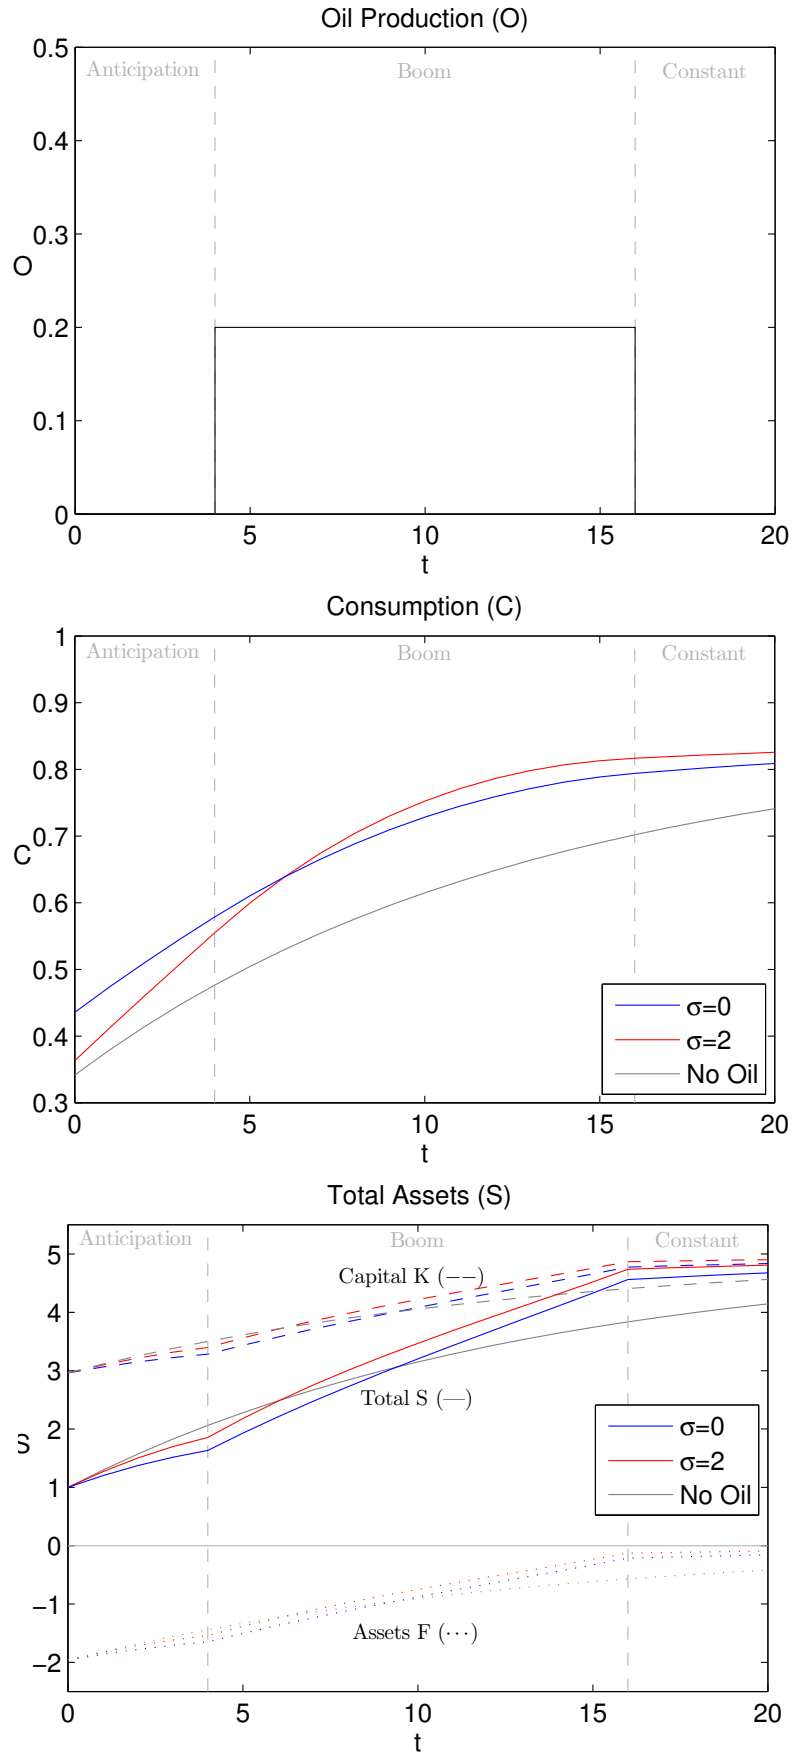 Oil Production (O)
0.5
Anticipation Boom Constant
0.4
0.3
O
0.2
0.1
0
0 5 10 15 20
t
Consumption (C)
1
Anticipation Boom Constant
0.9
0.8
0.7
C
0.6
0.5
0.4
0.3
σ=0
σ=2
No Oil
0 5 10 15 20
t
Total Assets (S)
Anticipation Boom Constant
5
Capital K (−−)
4
3
Total S (—)
2
S
1
0
σ=0
σ=2
No Oil
−1
Assets F (···)
−2
0 5 10 15 20
t